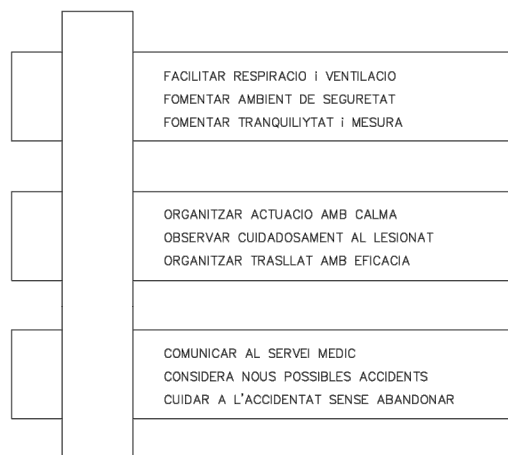 FACILITAR RESPIRACIO i VENTILACIO
FOMENTAR AMBIENT DE SEGURETAT
FOMENTAR TRANQUILIYTAT i MESURA
ORGANITZAR ACTUACIO AMB CALMA
OBSERVAR CUIDADOSAMENT AL LESIONAT
ORGANITZAR TRASLLAT AMB EFICACIA
COMUNICAR AL SERVEI MEDIC
CONSIDERA NOUS POSSIBLES ACCIDENTS
CUIDAR A L'ACCIDENTAT SENSE ABANDONAR